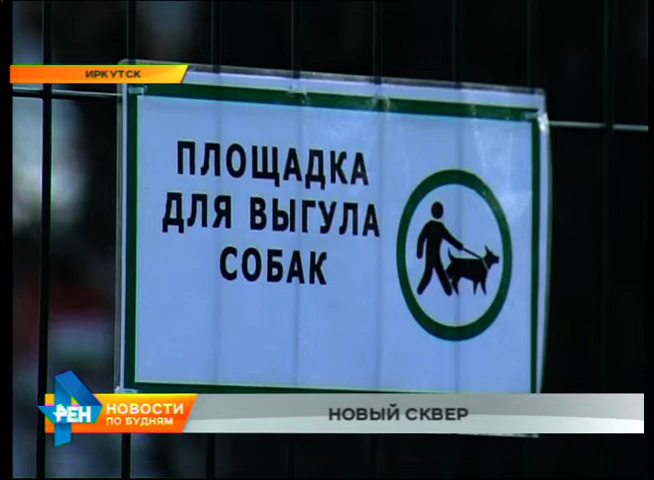 ИРКУТСК
ПЛОЩАДКА
ДЛЯ ВЫГУЛА
СОБАК
РЕН НОВОСТИ
ПО БУДНЯМ
НОВЫЙ СКВЕР